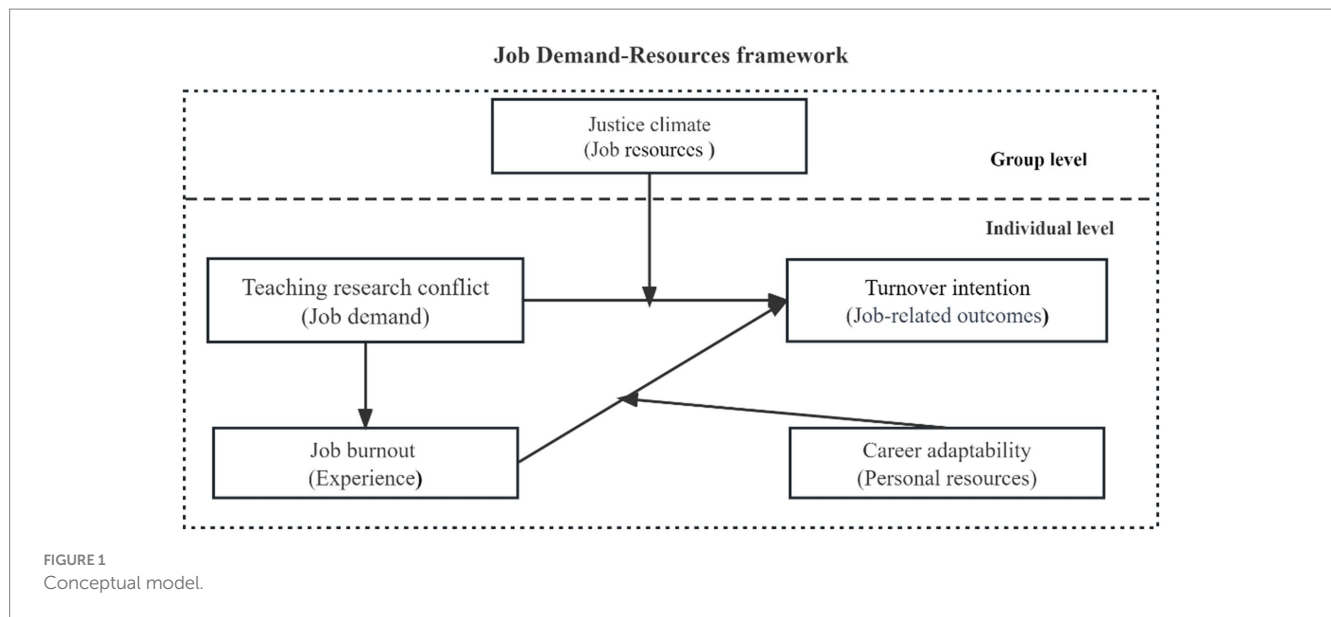 Job Demand-Resources framework
Justice climate
(Job resources )
Group level
Individual level
Teaching research conflict
(Job demand)
Turnover intention
(Job-related outcomes)
Job burnout
(Experience)
Career adaptability
(Personal resources)
FIGURE 1
Conceptual model.